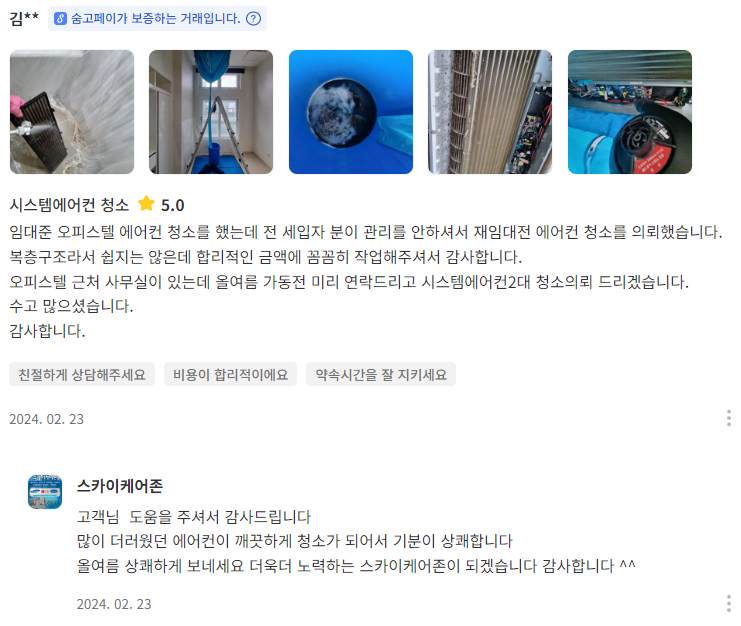 김** 숨고페이가 보증하는 거래입니다. ?
시스템에어컨 청소 5.0
임대준 오피스텔 에어컨 청소를 했는데 전 세입자 분이 관리를 안하셔서 재임대전 에어컨 청소를 의뢰했습니다.
복층구조라서 쉽지는 않은데 합리적인 금액에 꼼꼼히 작업해주셔서 감사합니다.
오피스텔 근처 사무실이 있는데 올여름 가동전 미리 연락드리고 시스템에어컨2대 청소의뢰 드리겠습니다.
수고 많으셨습니다.
감사합니다.
친절하게 상담해주세요 비용이 합리적이에요 약속시간을 잘 지키세요
2024. 02. 23
스카이케어존
고객님  도움을 주셔서 감사드립니다
많이 더러웠던 에어컨이 깨끗하게 청소가 되어서 기분이 상쾌합니다
올여름 상쾌하게 보네세요 더욱더 노력하는 스카이케어존이 되겠습니다 감사합니다 ^^
2024. 02. 23